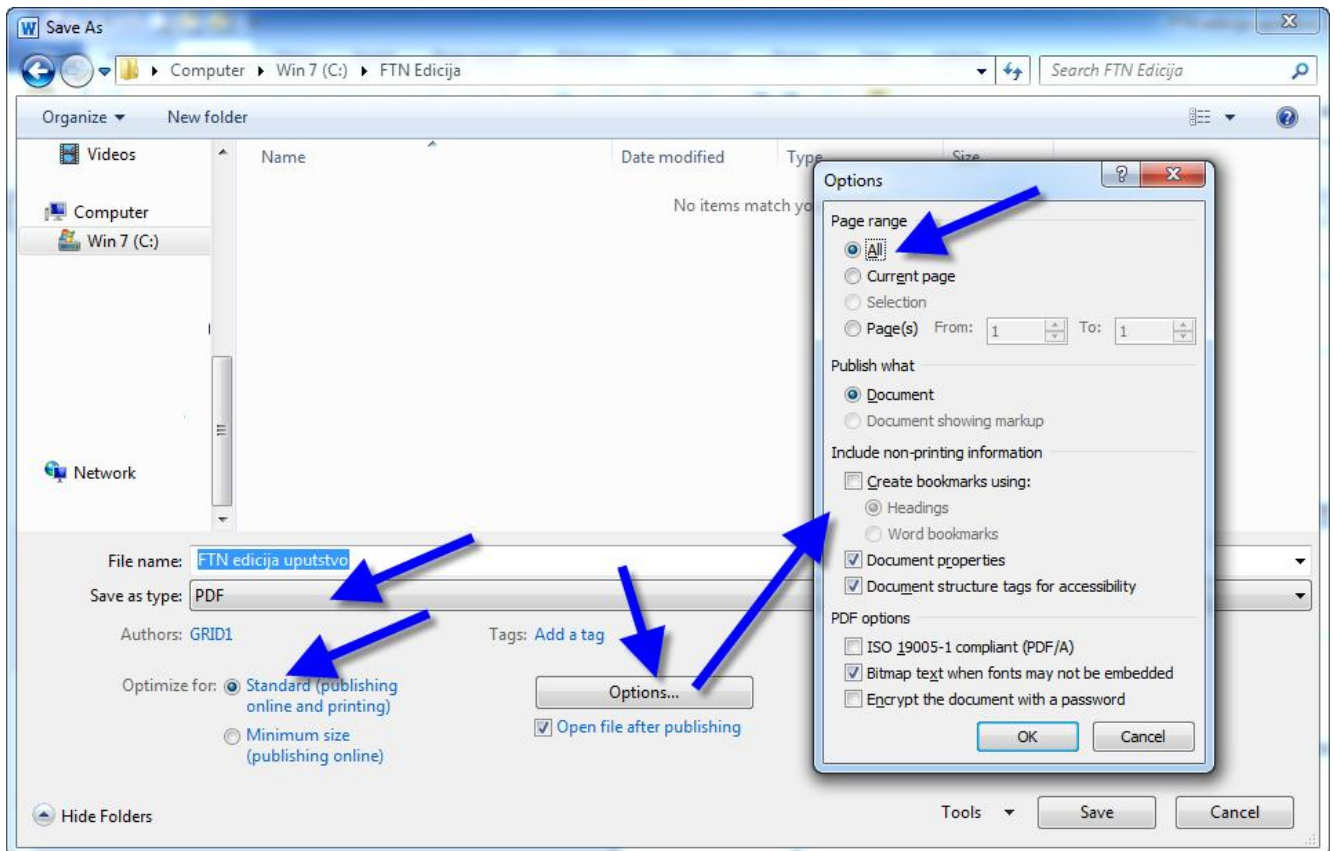 Save As
Computer ▸ Win 7 (C:) ▸ FTN Edicija
Search FTN Edicija
Organize ▾ New folder
Videos
Computer
Win 7 (C:)
Network
Name Date modified Type Size
No items match yo
File name: FTN edicija uputstvo
Save as type: PDF
Authors: GRID1
Tags: Add a tag
Optimize for: Standard (publishing
online and printing)
Minimum size
(publishing online)
Options...
Open file after publishing
Hide Folders
Tools Save Cancel
Options
Page range
All
Current page
Selection
Page(s) From: 1 To: 1
Publish what
Document
Document showing markup
Include non-printing information
Create bookmarks using:
Headings
Word bookmarks
Document properties
Document structure tags for accessibility
PDF options
ISO 19005-1 compliant (PDF/A)
Bitmap text when fonts may not be embedded
Encrypt the document with a password
OK Cancel